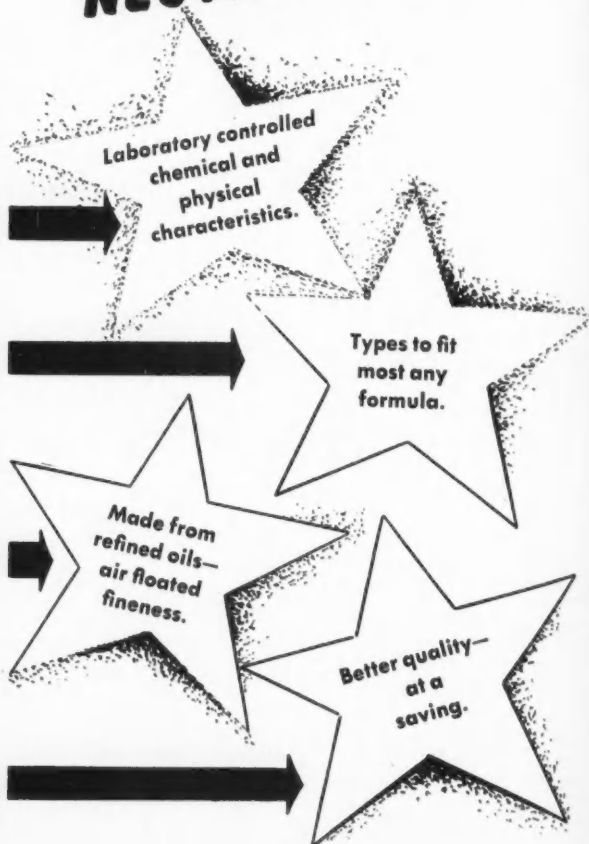 Laboratory controlled
chemical and
physical
characteristics.
Types to fit
most any
formula.
Made from
refined oils—
air floated
fineness.
Better quality—
at a
saving.